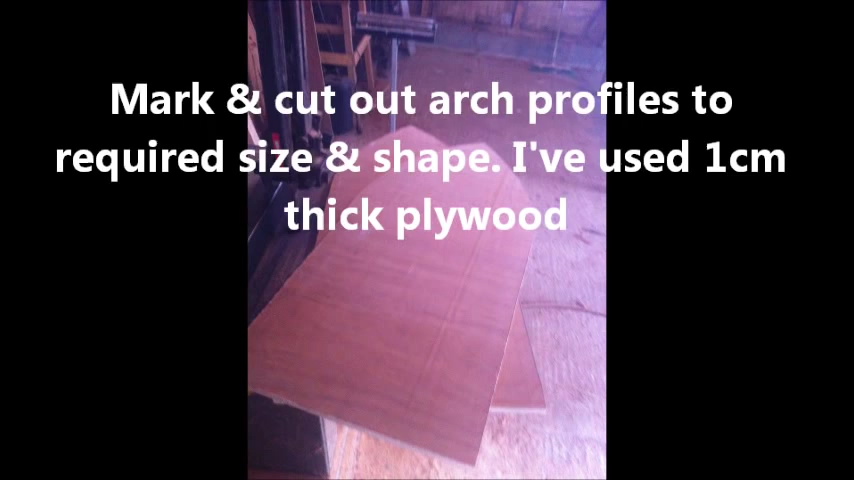 Mark & cut out arch profiles to
required size & shape. I've used 1cm
thick plywood